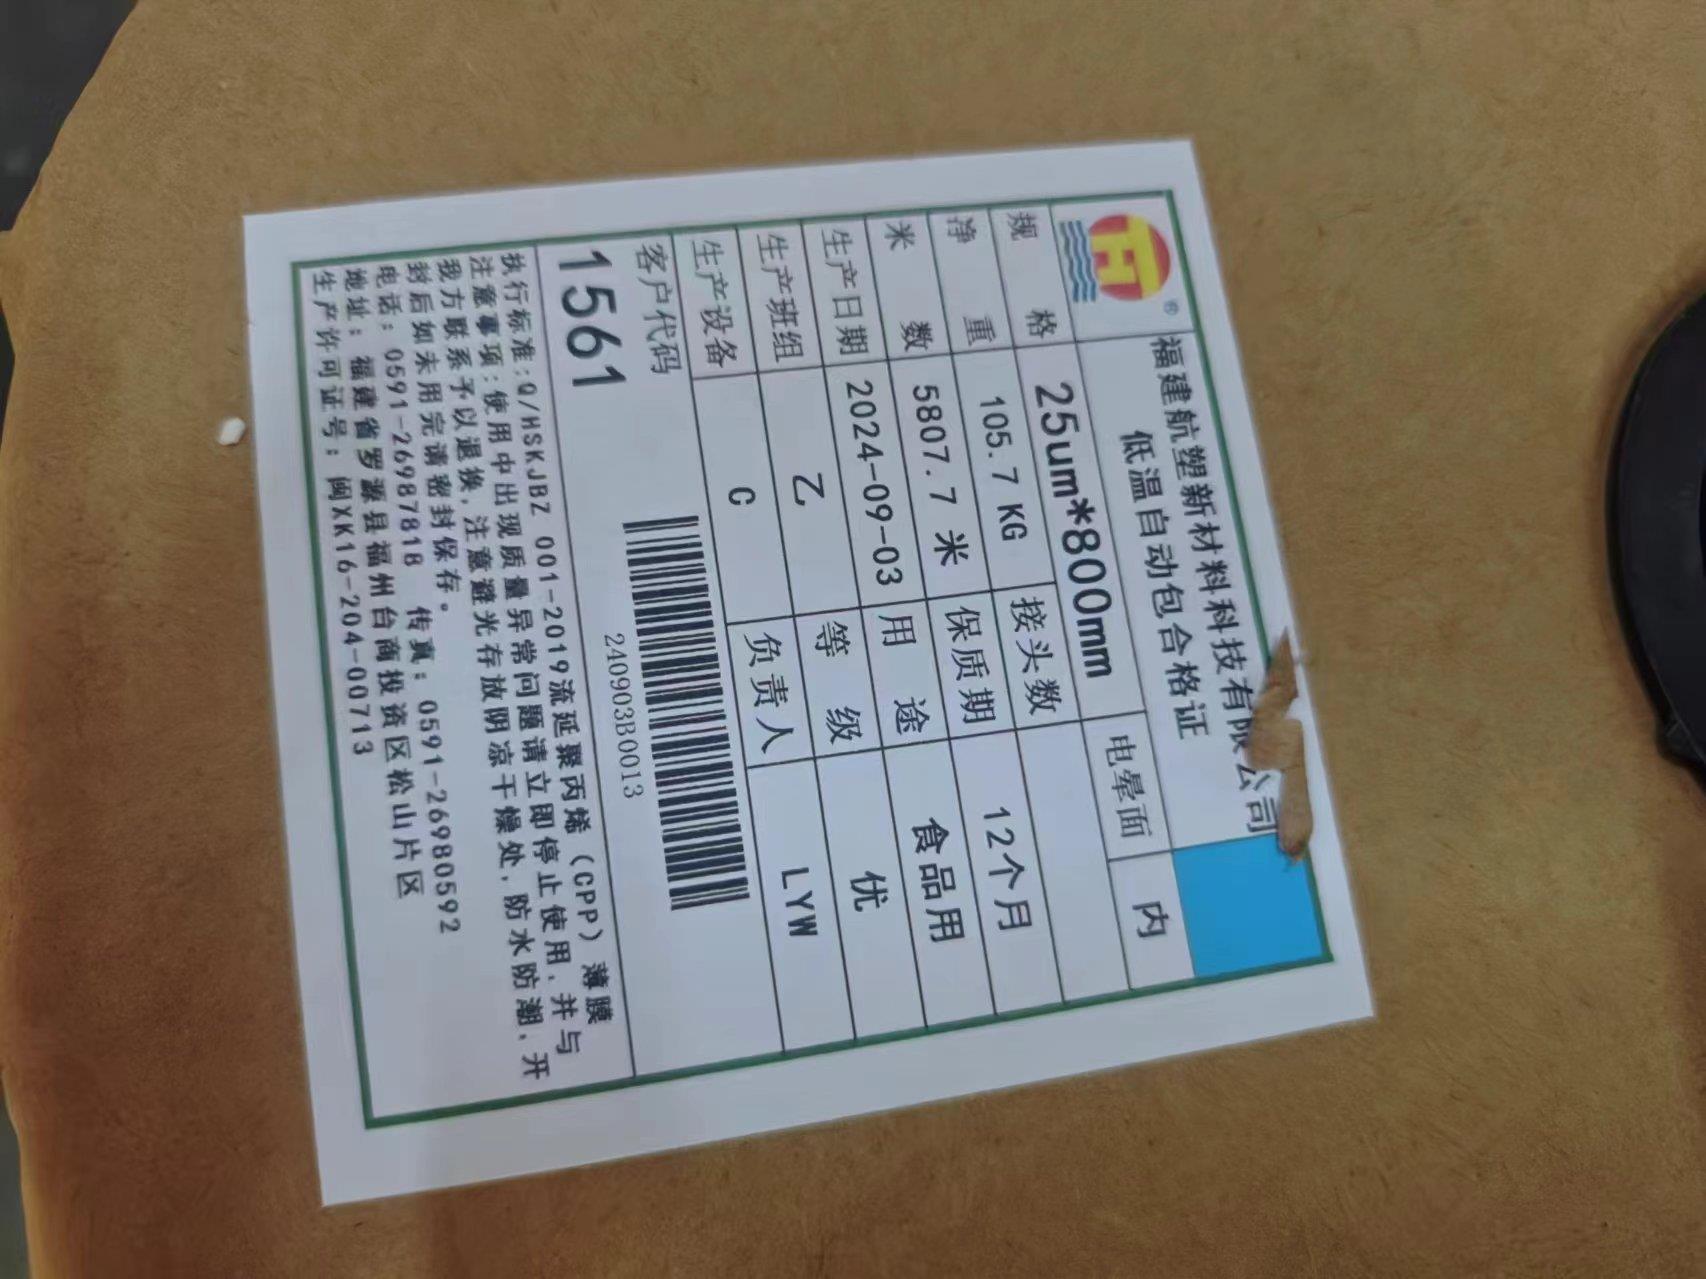 H ®
福建航塑新材料科技有限公司
低温自动包合格证
规格 25um*800mm 电晕面 内
净重 105.7 KG 接头数
米数 5807.7 米 保质期 12个月
生产日期 2024-09-03 用途 食品用
生产班组 乙 等级 优
生产设备 C 负责人 LYW
客户代码
1561
240903B0013
执行标准:Q/HSKJBZ 001-2019流延聚丙烯(CPP)薄膜
注意事项:使用中出现质量异常问题请立即停止使用,并与
我方联系予以退换,注意避光存放阴凉干燥处,防水防潮,开
封后如未用完请密封保存。
电话:0591-26987818 传真:0591-26980592
地址:福建省罗源县福州台商投资区松山片区
生产许可证号:闽XK16-204-00713